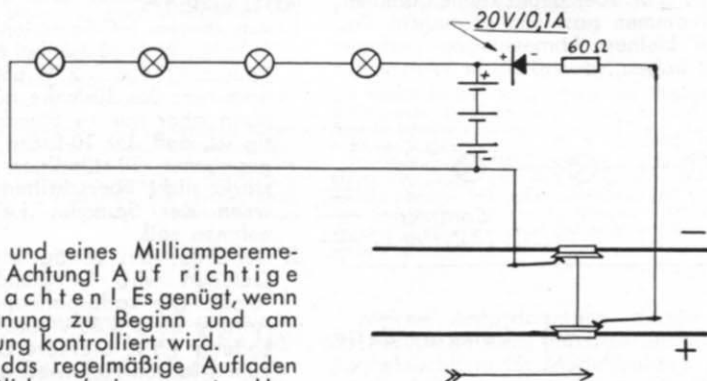 20V/0,1A
60 Ω
+
+
-
−
+
und eines Milliampereme-
Achtung! Auf richtige
achten! Es genügt, wenn
nung zu Beginn und am
ung kontrolliert wird.
das regelmäßige Aufladen